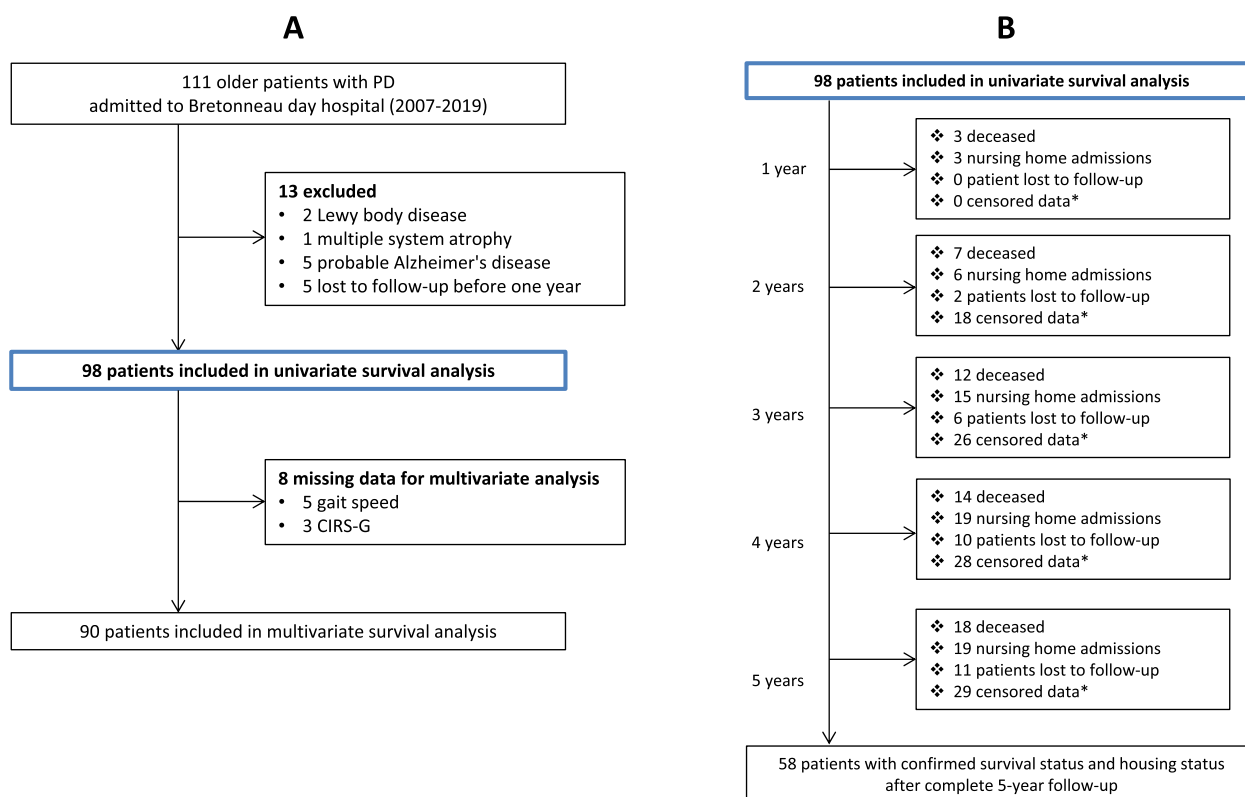 A
111 older patients with PD
admitted to Bretonneau day hospital (2007-2019)
13 excluded
• 2 Lewy body disease
• 1 multiple system atrophy
• 5 probable Alzheimer's disease
• 5 lost to follow-up before one year
98 patients included in univariate survival analysis
8 missing data for multivariate analysis
• 5 gait speed
• 3 CIRS-G
90 patients included in multivariate survival analysis
B
98 patients included in univariate survival analysis
1 year
❖ 3 deceased
❖ 3 nursing home admissions
❖ 0 patient lost to follow-up
❖ 0 censored data*
2 years
❖ 7 deceased
❖ 6 nursing home admissions
❖ 2 patients lost to follow-up
❖ 18 censored data*
3 years
❖ 12 deceased
❖ 15 nursing home admissions
❖ 6 patients lost to follow-up
❖ 26 censored data*
4 years
❖ 14 deceased
❖ 19 nursing home admissions
❖ 10 patients lost to follow-up
❖ 28 censored data*
5 years
❖ 18 deceased
❖ 19 nursing home admissions
❖ 11 patients lost to follow-up
❖ 29 censored data*
58 patients with confirmed survival status and housing status
after complete 5-year follow-up